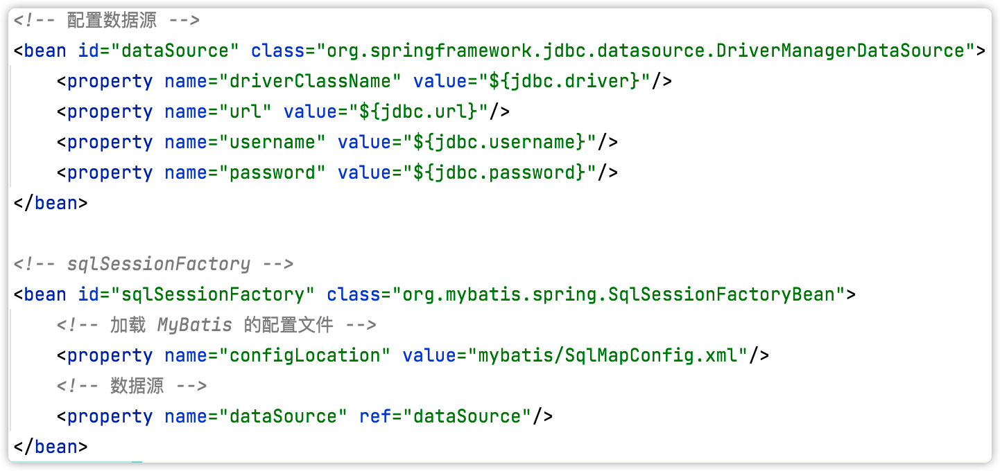 <!-- 配置数据源 -->
<bean id="dataSource" class="org.springframework.jdbc.datasource.DriverManagerDataSource">
    <property name="driverClassName" value="${jdbc.driver}"/>
    <property name="url" value="${jdbc.url}"/>
    <property name="username" value="${jdbc.username}"/>
    <property name="password" value="${jdbc.password}"/>
</bean>
<!-- sqlSessionFactory -->
<bean id="sqlSessionFactory" class="org.mybatis.spring.SqlSessionFactoryBean">
    <!-- 加载 MyBatis 的配置文件 -->
    <property name="configLocation" value="mybatis/SqlMapConfig.xml"/>
    <!-- 数据源 -->
    <property name="dataSource" ref="dataSource"/>
</bean>